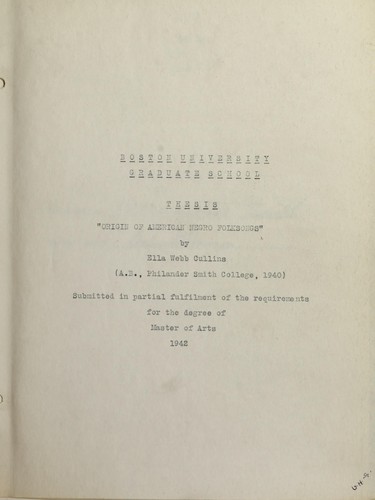 BOSTON UNIVERSITY
GRADUATE SCHOOL
THESIS
"ORIGIN OF AMERICAN NEGRO FOLKSONGS"
by
Ella Webb Cullins
(A.B., Philander Smith College, 1940)
Submitted in partial fulfilment of the requirements
for the degree of
Master of Arts
1942